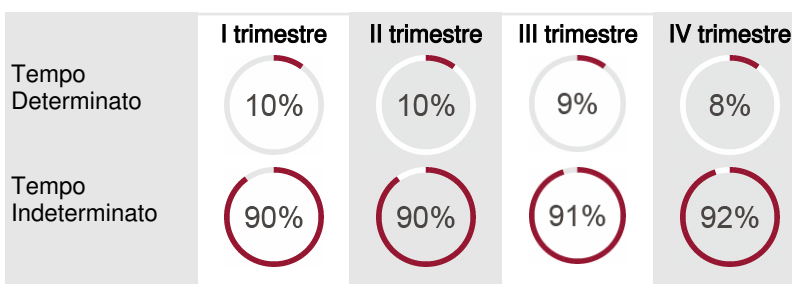 I trimestre II trimestre III trimestre IV trimestre
Tempo
Determinato
10% 10% 9% 8%
Tempo
Indeterminato
90% 90% 91% 92%